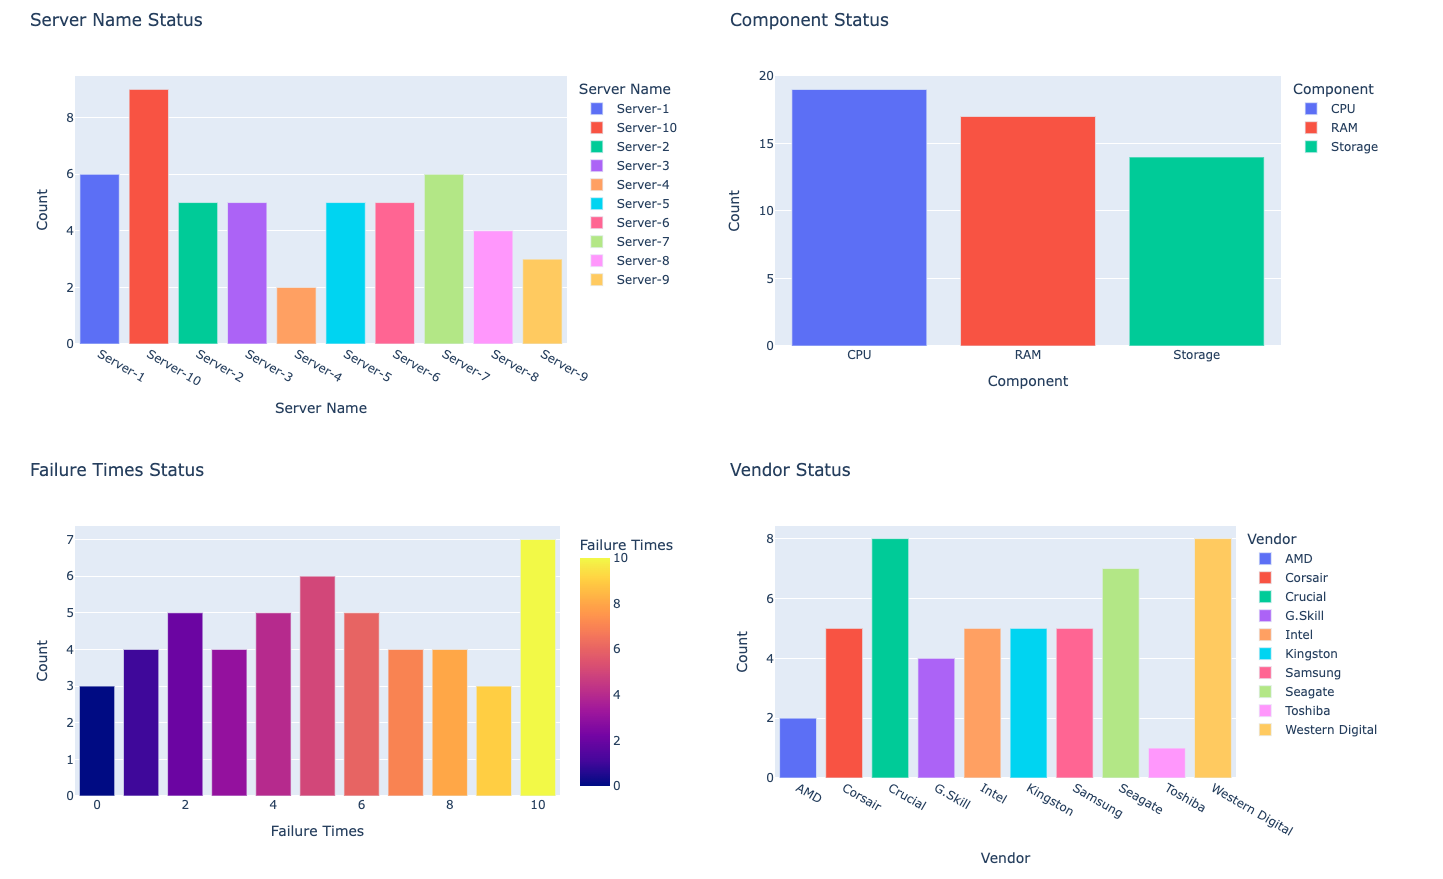 Server Name Status
Count
8
6
4
2
0
Server-1
Server-10
Server-2
Server-3
Server-4
Server-5
Server-6
Server-7
Server-8
Server-9
Server Name
Server Name
Server-1
Server-10
Server-2
Server-3
Server-4
Server-5
Server-6
Server-7
Server-8
Server-9
Component Status
Count
20
15
10
5
0
CPU
RAM
Storage
Component
Component
CPU
RAM
Storage
Failure Times Status
Count
7
6
5
4
3
2
1
0
0
2
4
6
8
10
Failure Times
Failure Times
10
8
6
4
2
0
Vendor Status
Count
8
6
4
2
0
AMD
Corsair
Crucial
G.Skill
Intel
Kingston
Samsung
Seagate
Toshiba
Western Digital
Vendor
Vendor
AMD
Corsair
Crucial
G.Skill
Intel
Kingston
Samsung
Seagate
Toshiba
Western Digital